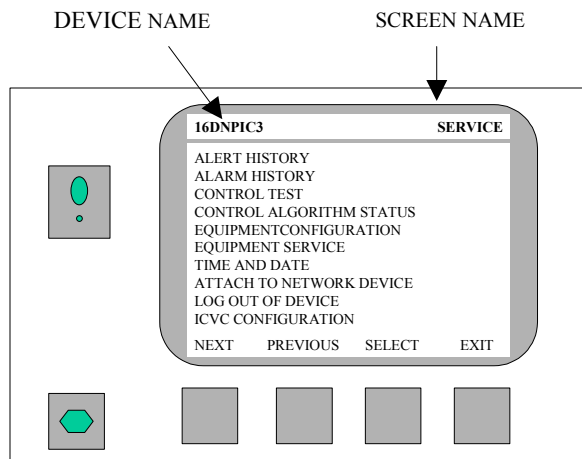 DEVICE NAME SCREEN NAME
16DNPIC3 SERVICE
ALERT HISTORY
ALARM HISTORY
CONTROL TEST
CONTROL ALGORITHM STATUS
EQUIPMENTCONFIGURATION
EQUIPMENT SERVICE
TIME AND DATE
ATTACH TO NETWORK DEVICE
LOG OUT OF DEVICE
ICVC CONFIGURATION
NEXT PREVIOUS SELECT EXIT